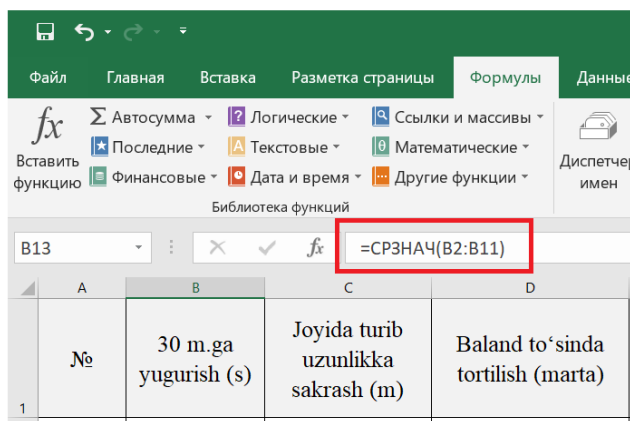 Файл Главная Вставка Разметка страницы Формулы Данные
fx
Вставить
функцию
Σ Автосумма
Последние
Финансовые
? Логические
A Текстовые
Дата и время
Ссылки и массивы
θ Математические
Другие функции
Диспетчер
имен
Библиотека функций
B13 fx =СРЗНАЧ(B2:B11)
A B C D
1
№
30 m.ga
yugurish (s)
Joyida turib
uzunlikka
sakrash (m)
Baland to‘sinda
tortilish (marta)